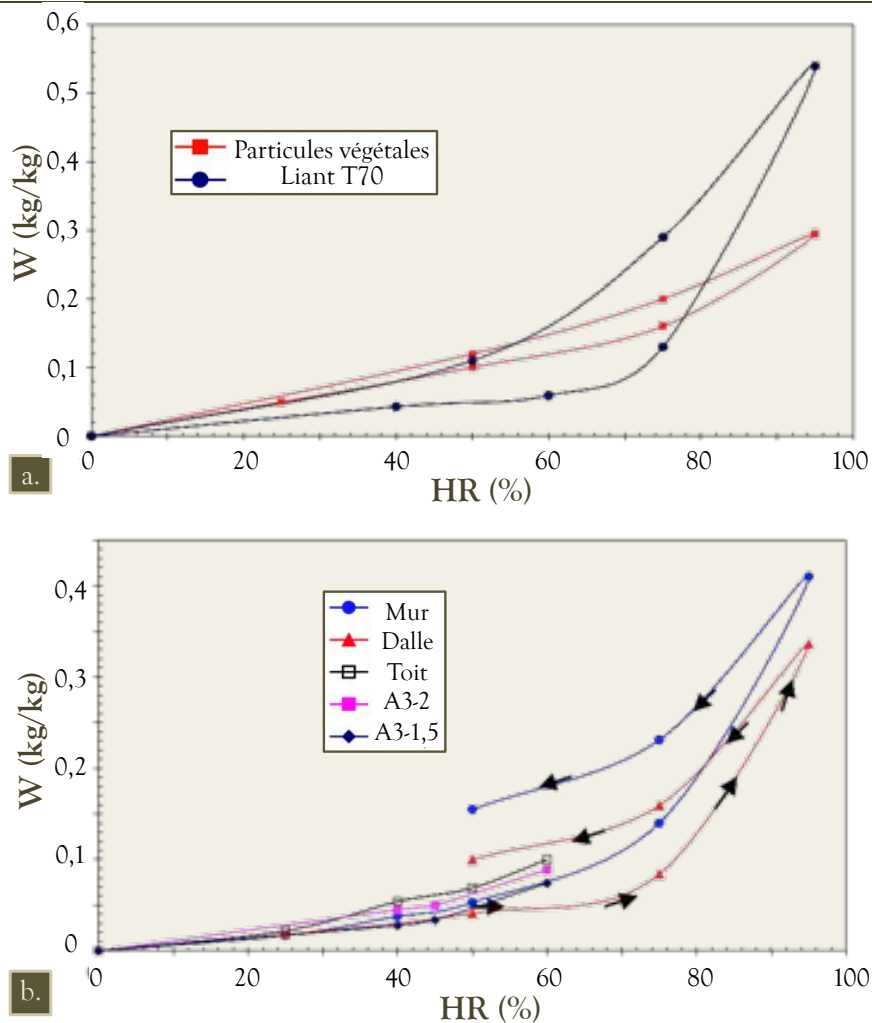 0,6
0,5
0,4
0,3
0,2
0,1
0
W (kg/kg)
Particules végétales
Liant T70
0 20 40 60 80 100
HR (%)
a.
0,4
0,3
0,2
0,1
0
W (kg/kg)
Mur
Dalle
Toit
A3-2
A3-1,5
0 20 40 60 80 100
HR (%)
b.